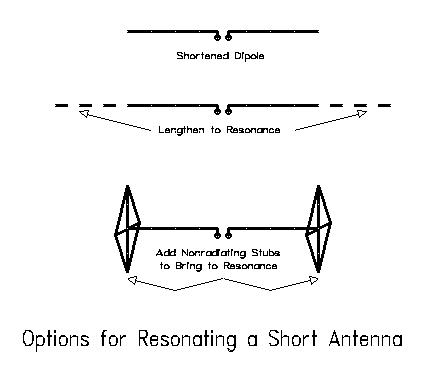 Shortened Dipole
Lengthen to Resonance
Add Nonradiating Stubs
to Bring to Resonance
Options for Resonating a Short Antenna